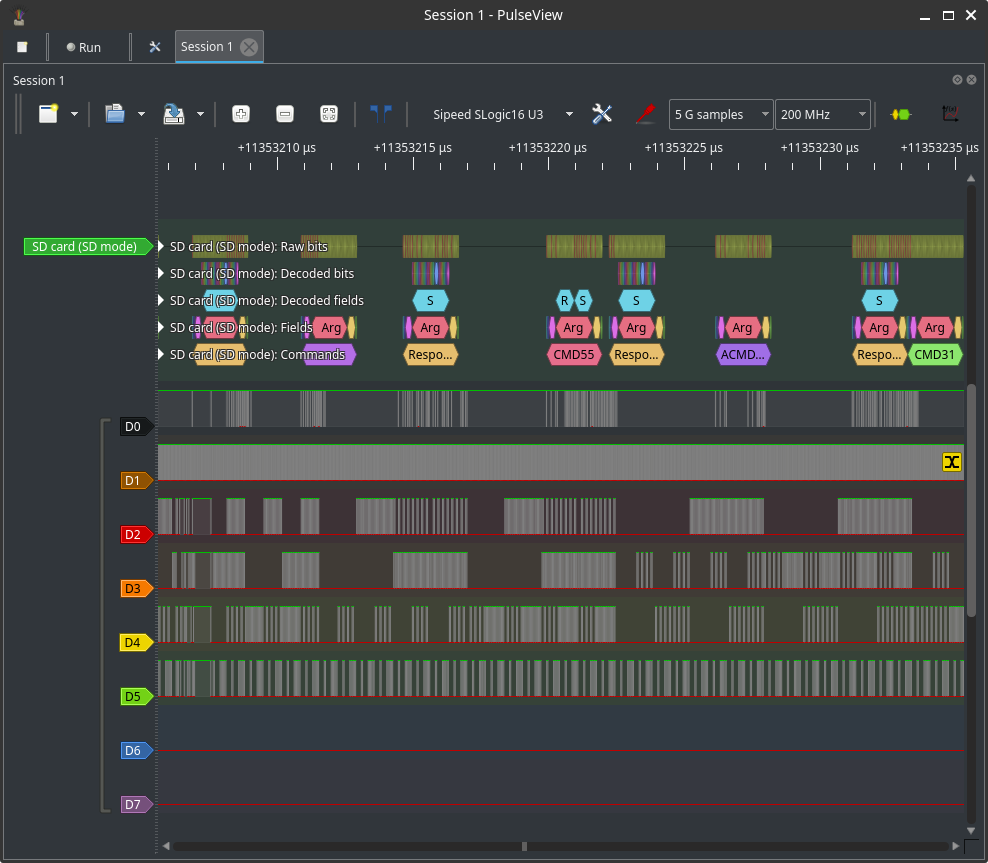 Session 1 - PulseView
Run
Session 1
Session 1
Sipeed SLogic16 U3
5 G samples
200 MHz
+11353210 µs +11353215 µs +11353220 µs +11353225 µs +11353230 µs +11353235 µs
SD card (SD mode)
SD card (SD mode): Raw bits
SD card (SD mode): Decoded bits
SD card (SD mode): Decoded fields S R S S S
SD card (SD mode): Fields Arg Arg Arg Arg Arg Arg Arg
SD card (SD mode): Commands Respo... CMD55 Respo... ACMD... Respo... CMD31
D0
D1
D2
D3
D4
D5
D6
D7